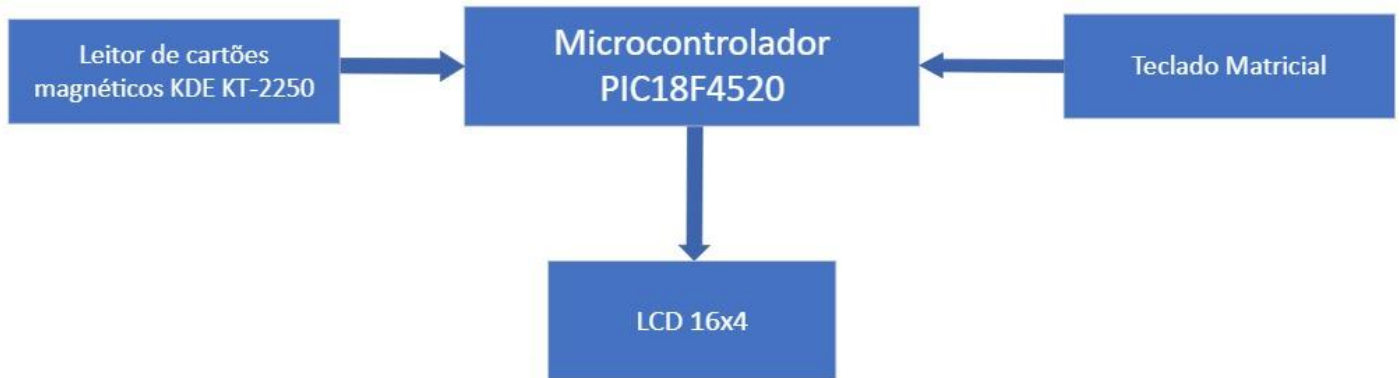 Leitor de cartões
magnéticos KDE KT-2250
Microcontrolador
PIC18F4520
Teclado Matricial
LCD 16x4